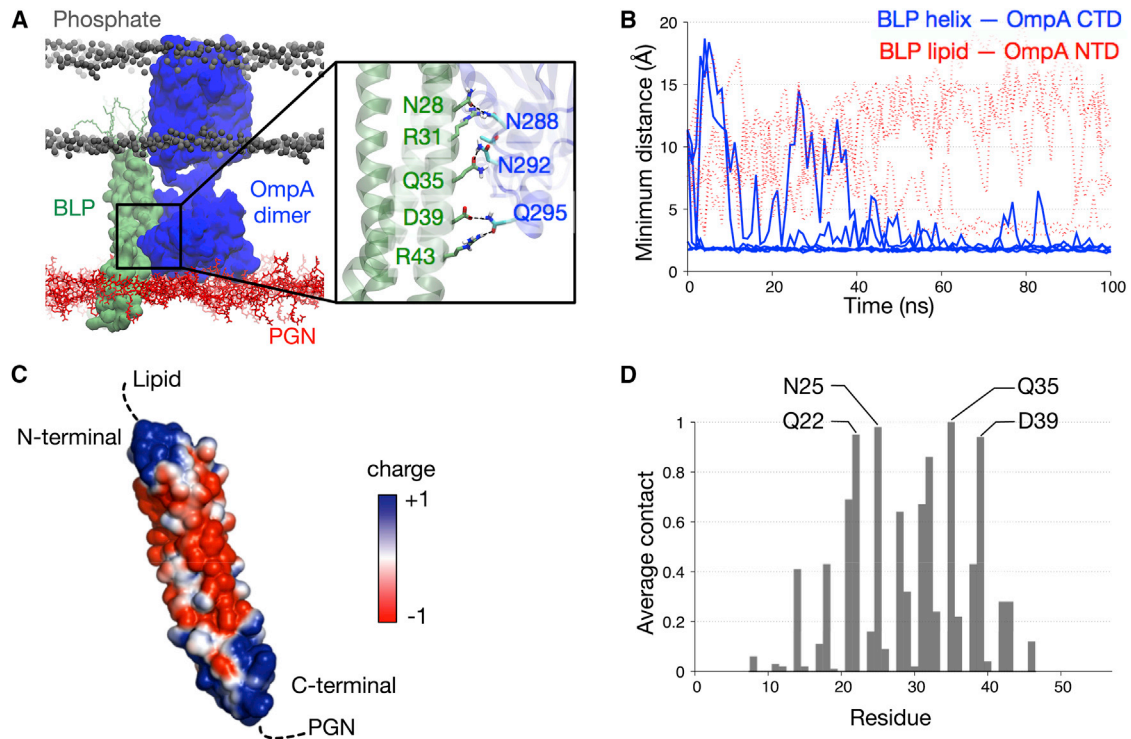 A
Phosphate
BLP
OmpA
dimer
PGN
N28
R31
Q35
D39
R43
N288
N292
Q295
B
BLP helix — OmpA CTD
BLP lipid — OmpA NTD
Minimum distance (Å)
20
15
10
5
0
0
20
40
60
80
100
Time (ns)
C
Lipid
N-terminal
charge
+1
-1
C-terminal
PGN
D
N25
Q35
Q22
D39
Average contact
1
0.8
0.6
0.4
0.2
0
0
10
20
30
40
50
Residue